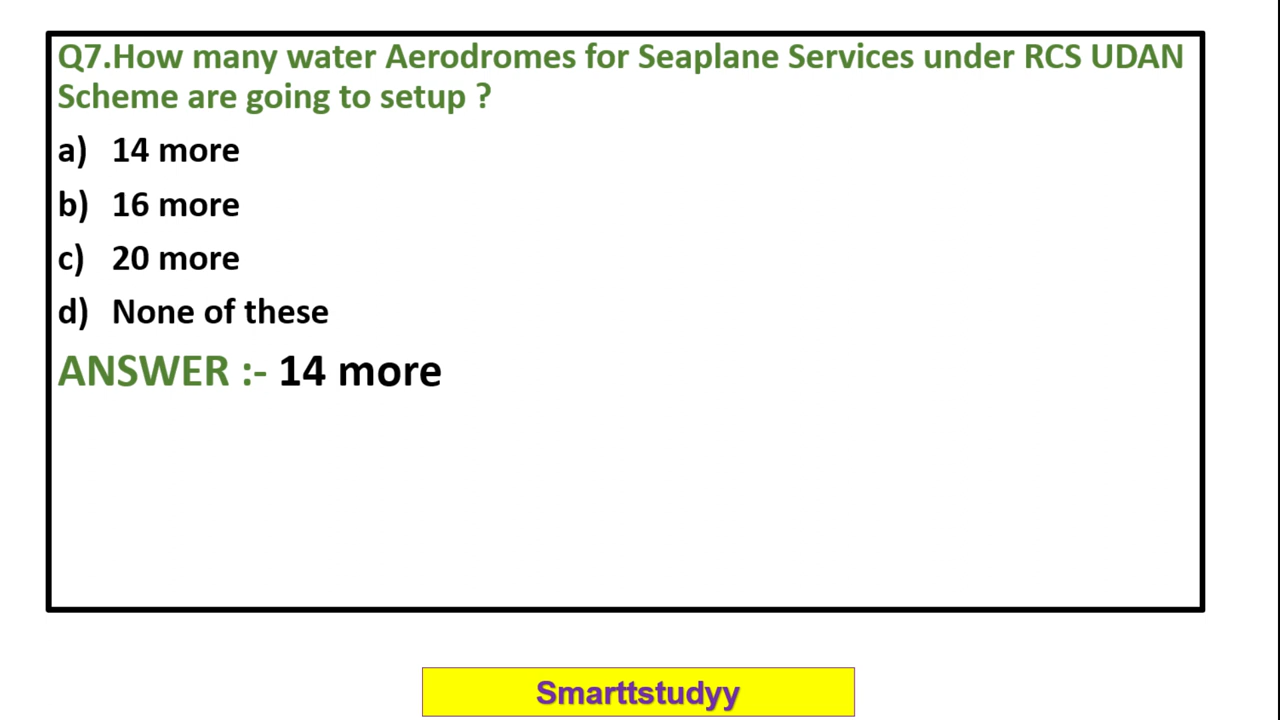 Q7.How many water Aerodromes for Seaplane Services under RCS UDAN
Scheme are going to setup ?
a) 14 more
b) 16 more
c) 20 more
d) None of these
ANSWER :- 14 more
Smarttstudyy